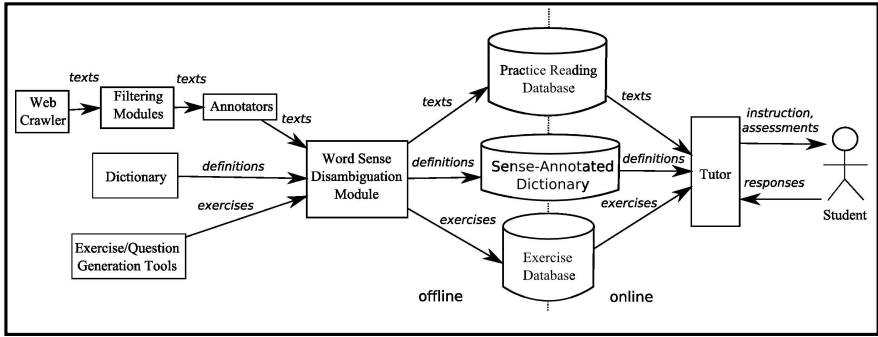 Web
Crawler
texts
Filtering
Modules
texts
Annotators
texts
Dictionary
definitions
Exercise/Question
Generation Tools
exercises
Word Sense
Disambiguation
Module
texts
definitions
exercises
Practice Reading
Database
Sense-Annotated
Dictionary
Exercise
Database
offline
online
texts
definitions
exercises
Tutor
instruction,
assessments
responses
Student